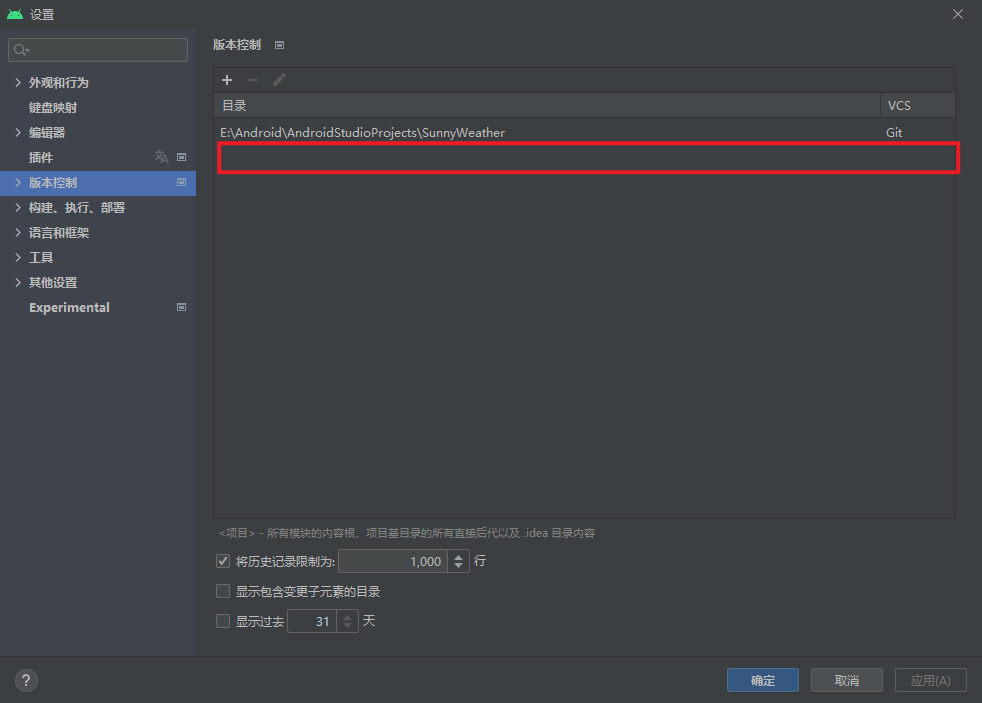 设置
版本控制
外观和行为
键盘映射
编辑器
插件
版本控制
构建、执行、部署
语言和框架
工具
其他设置
Experimental
目录 VCS
E:\Android\AndroidStudioProjects\SunnyWeather Git
<项目> - 所有模块的内容根、项目基目录的所有直接后代以及 .idea 目录内容
将历史记录限制为: 1,000 行
显示包含变更子元素的目录
显示过去 31 天
? 确定 取消 应用(A)